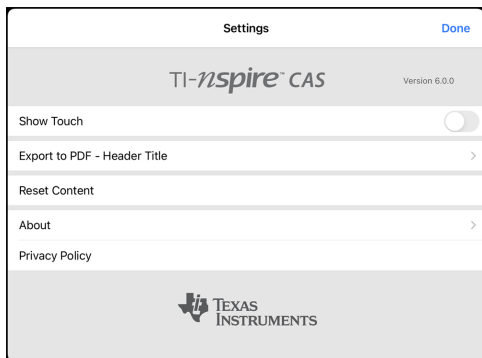 Settings
Done
TI-nspire™ CAS
Version 6.0.0
Show Touch
Export to PDF - Header Title
Reset Content
About
Privacy Policy
TEXAS
INSTRUMENTS